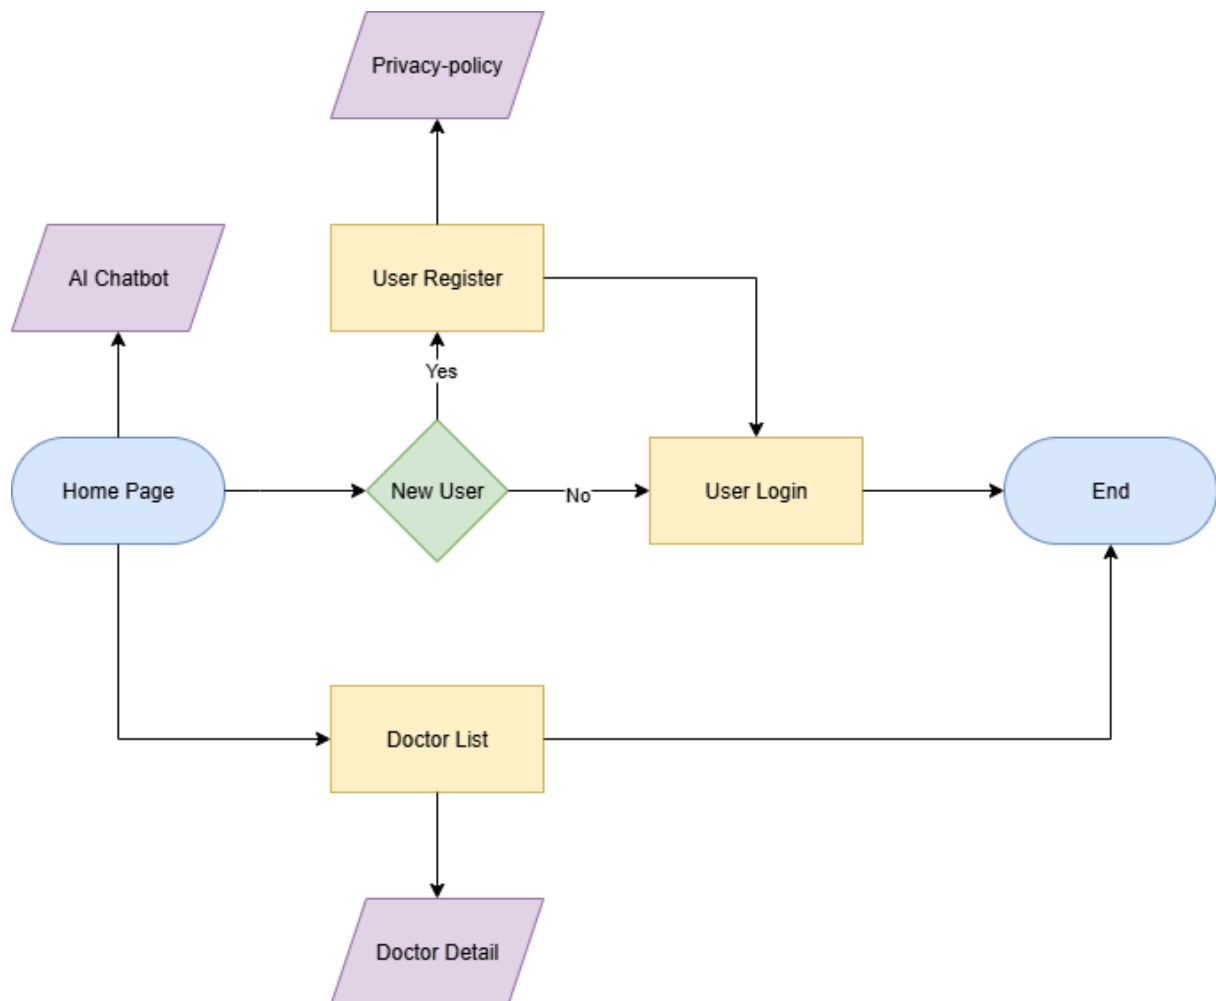 Privacy-policy
AI Chatbot
User Register
Yes
Home Page
New User
No
User Login
End
Doctor List
Doctor Detail